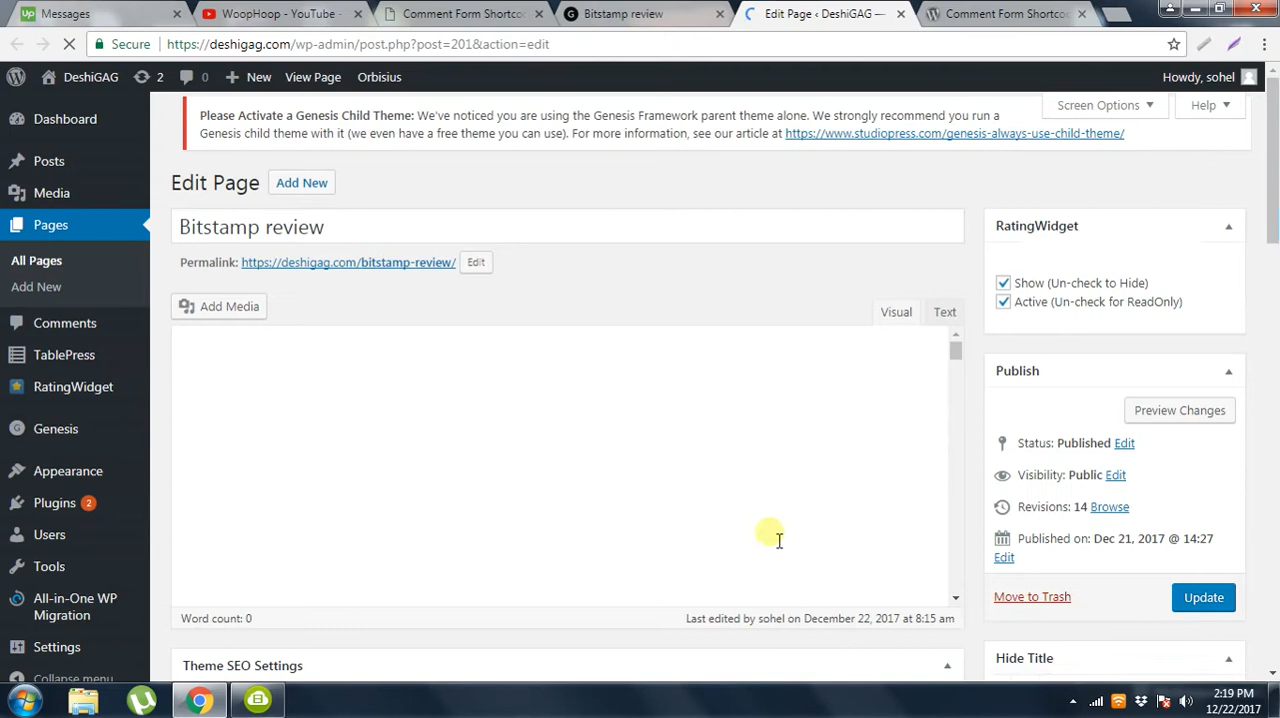 Messages
WoopHoop - YouTube -
Comment Form Shortco
Bitstamp review
Edit Page ‹ DeshiGAG —
Comment Form Shortco
Secure
https://deshigag.com/wp-admin/post.php?post=201&action=edit
DeshiGAG
2
0
New
View Page
Orbisius
Howdy, sohel
Dashboard
Posts
Media
Pages
All Pages
Add New
Comments
TablePress
RatingWidget
Genesis
Appearance
Plugins 2
Users
Tools
All-in-One WP
Migration
Settings
Collapse menu
Please Activate a Genesis Child Theme: We've noticed you are using the Genesis Framework parent theme alone. We strongly recommend you run a
Genesis child theme with it (we even have a free theme you can use). For more information, see our article at https://www.studiopress.com/genesis-always-use-child-theme/
Screen Options
Help
Edit Page
Add New
Bitstamp review
Permalink: https://deshigag.com/bitstamp-review/ Edit
Add Media
Visual
Text
Word count: 0
Last edited by sohel on December 22, 2017 at 8:15 am
Theme SEO Settings
RatingWidget
Show (Un-check to Hide)
Active (Un-check for ReadOnly)
Publish
Preview Changes
Status: Published Edit
Visibility: Public Edit
Revisions: 14 Browse
Published on: Dec 21, 2017 @ 14:27
Edit
Move to Trash
Update
Hide Title
2:19 PM
12/22/2017